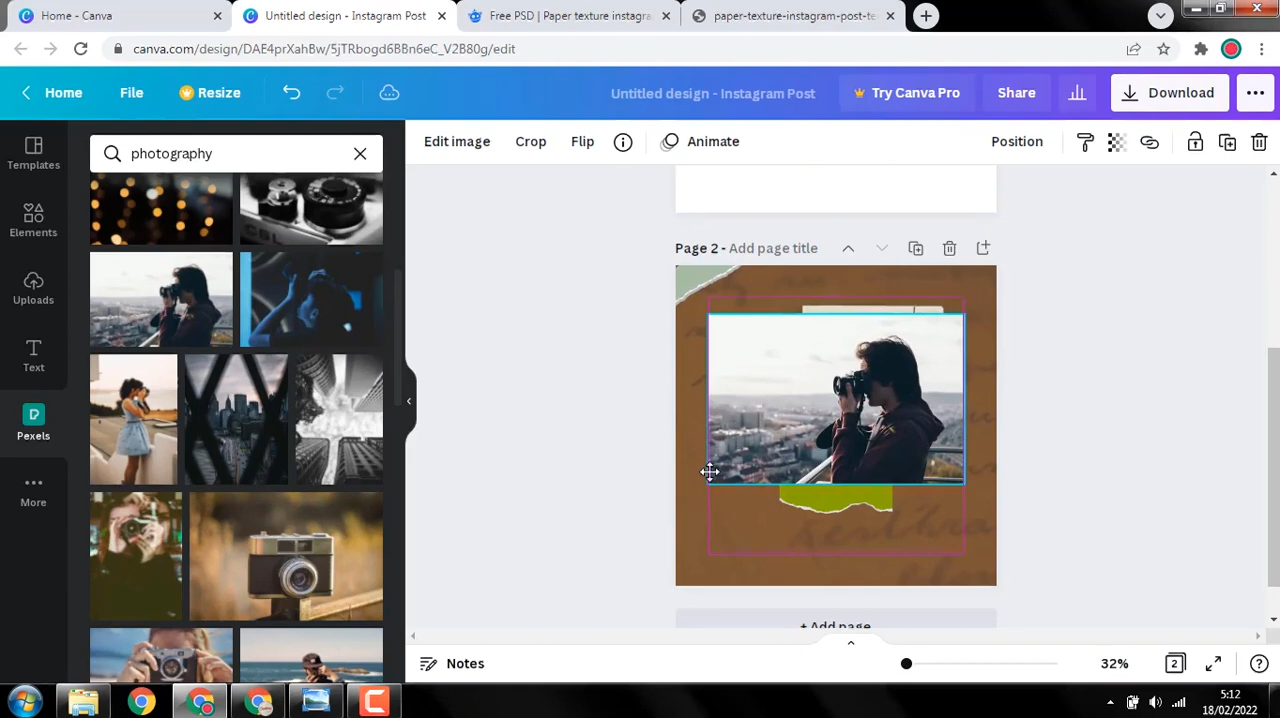 Home - Canva
Untitled design - Instagram Post
Free PSD | Paper texture instagra
paper-texture-instagram-post-te
canva.com/design/DAE4prXahBw/5jTRbogd6BBn6eC_V2B80g/edit
Home
File
Resize
Untitled design - Instagram Post
Try Canva Pro
Share
Download
Templates
Elements
Uploads
Text
Pexels
More
photography
Edit image
Crop
Flip
Animate
Position
Page 2 - Add page title
+ Add page
Notes
32%
2
5:12
18/02/2022